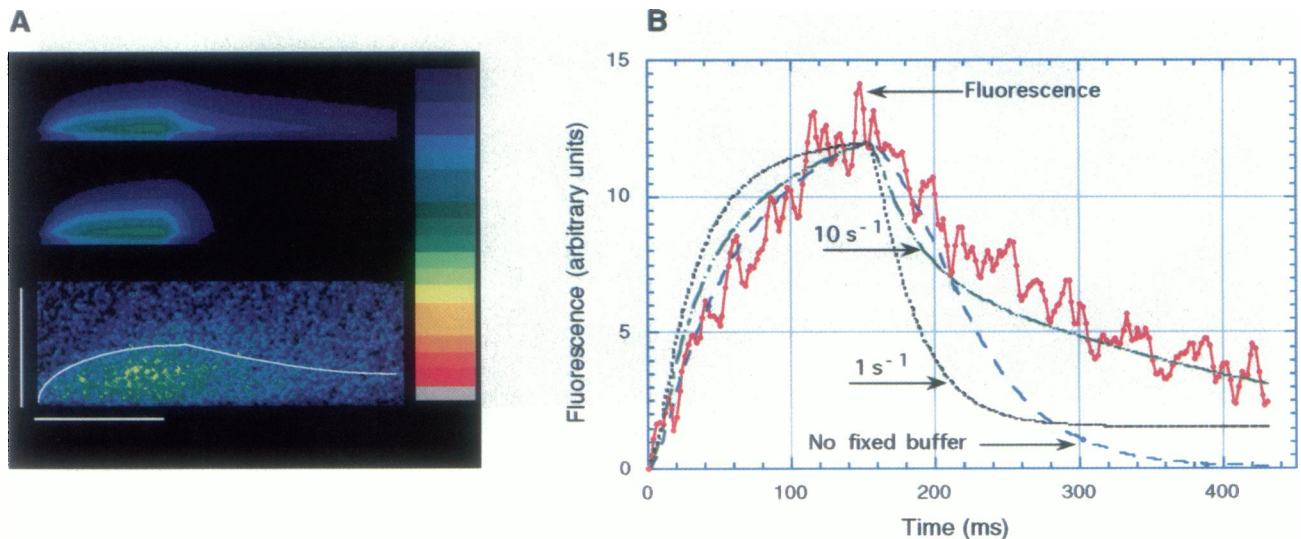 A
B
15
10
5
0
Fluorescence (arbitrary units)
Fluorescence
10 s⁻¹
1 s⁻¹
No fixed buffer
0
100
200
300
400
Time (ms)